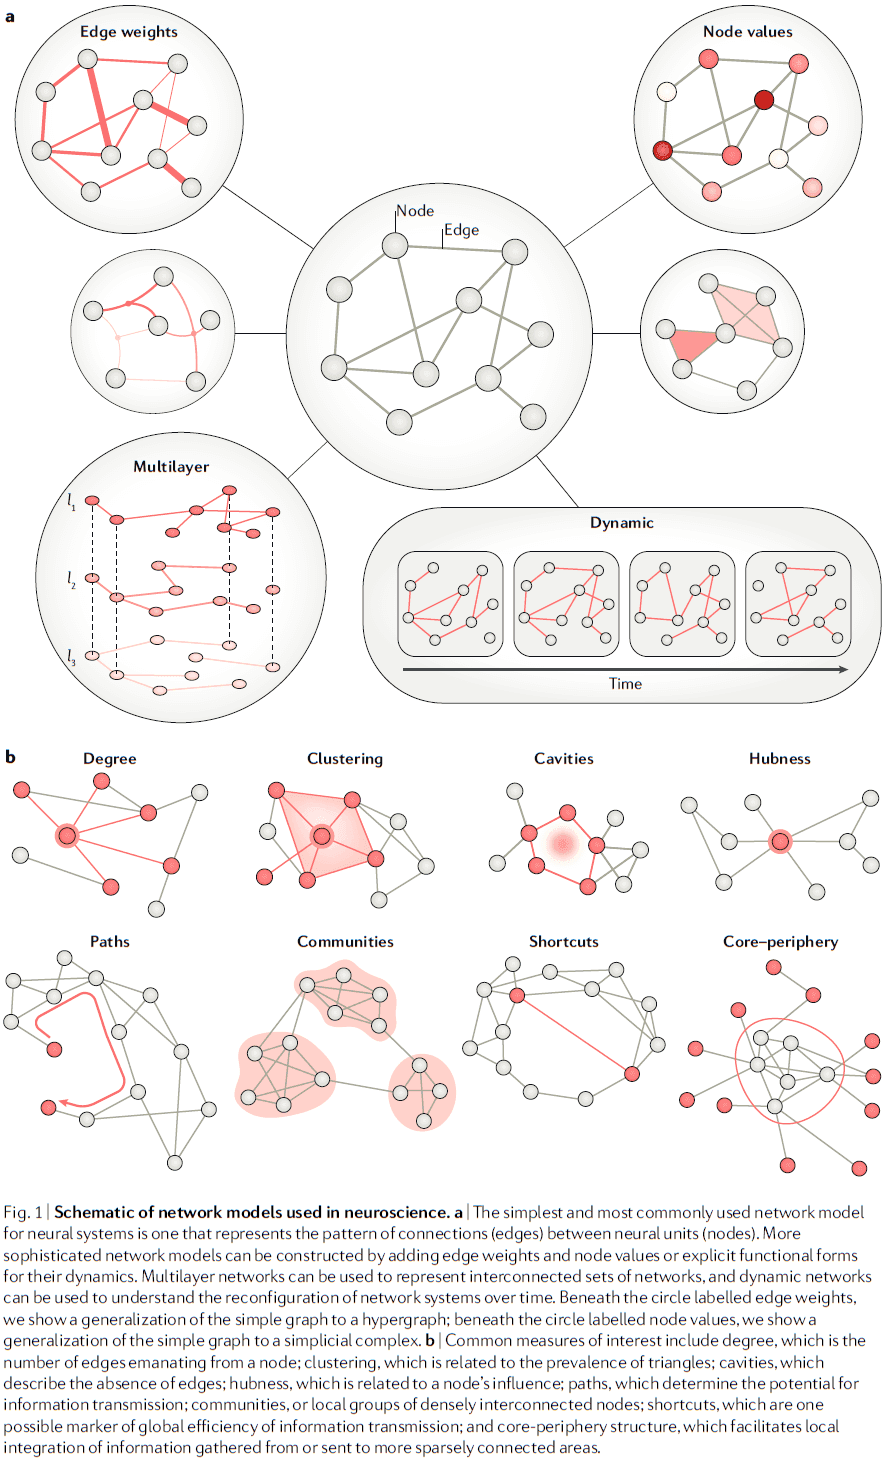 a
Edge weights
Node values
Node
Edge
Multilayer
l1
l2
l3
Dynamic
Time
b
Degree
Clustering
Cavities
Hubness
Paths
Communities
Shortcuts
Core–periphery
Fig. 1 | Schematic of network models used in neuroscience. a | The simplest and most commonly used network model
for neural systems is one that represents the pattern of connections (edges) between neural units (nodes). More
sophisticated network models can be constructed by adding edge weights and node values or explicit functional forms
for their dynamics. Multilayer networks can be used to represent interconnected sets of networks, and dynamic networks
can be used to understand the reconfiguration of network systems over time. Beneath the circle labelled edge weights,
we show a generalization of the simple graph to a hypergraph; beneath the circle labelled node values, we show a
generalization of the simple graph to a simplicial complex. b | Common measures of interest include degree, which is the
number of edges emanating from a node; clustering, which is related to the prevalence of triangles; cavities, which
describe the absence of edges; hubness, which is related to a node's influence; paths, which determine the potential for
information transmission; communities, or local groups of densely interconnected nodes; shortcuts, which are one
possible marker of global efficiency of information transmission; and core-periphery structure, which facilitates local
integration of information gathered from or sent to more sparsely connected areas.